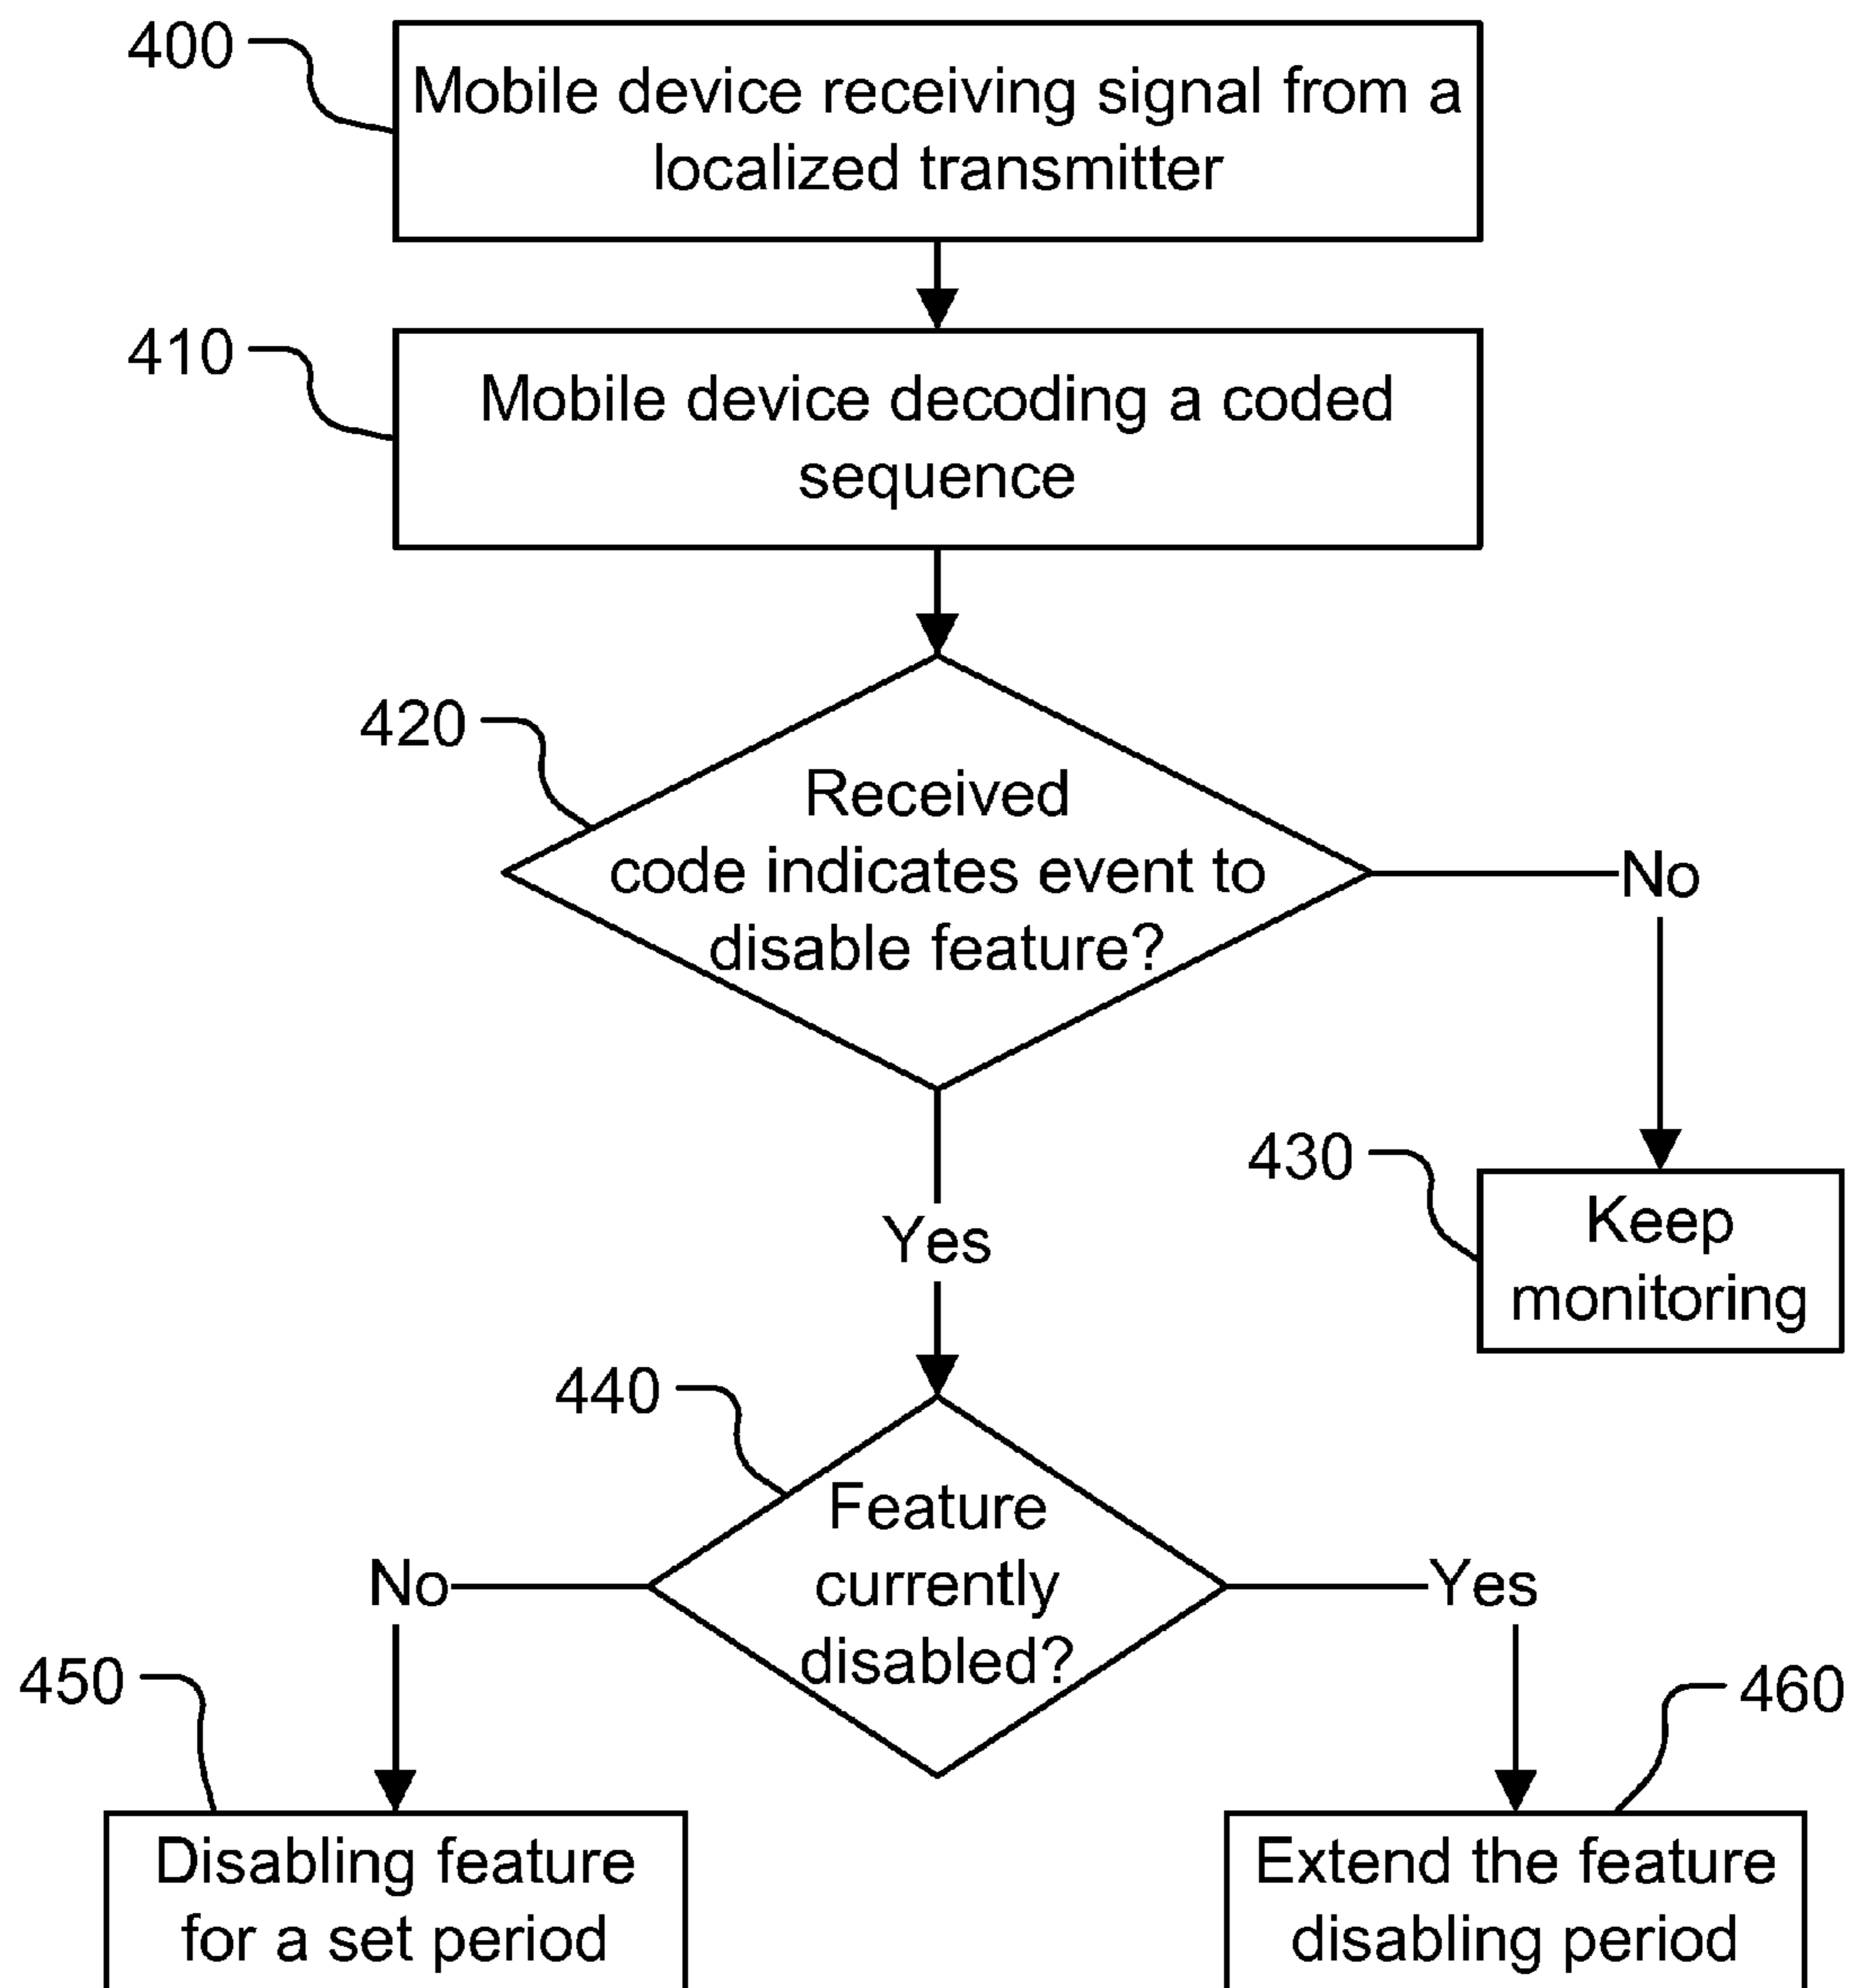 400
Mobile device receiving signal from a
localized transmitter
410
Mobile device decoding a coded
sequence
420
Received
code indicates event to
disable feature?
No
430
Keep
monitoring
Yes
440
Feature
currently
disabled?
No
Yes
450
Disabling feature
for a set period
460
Extend the feature
disabling period